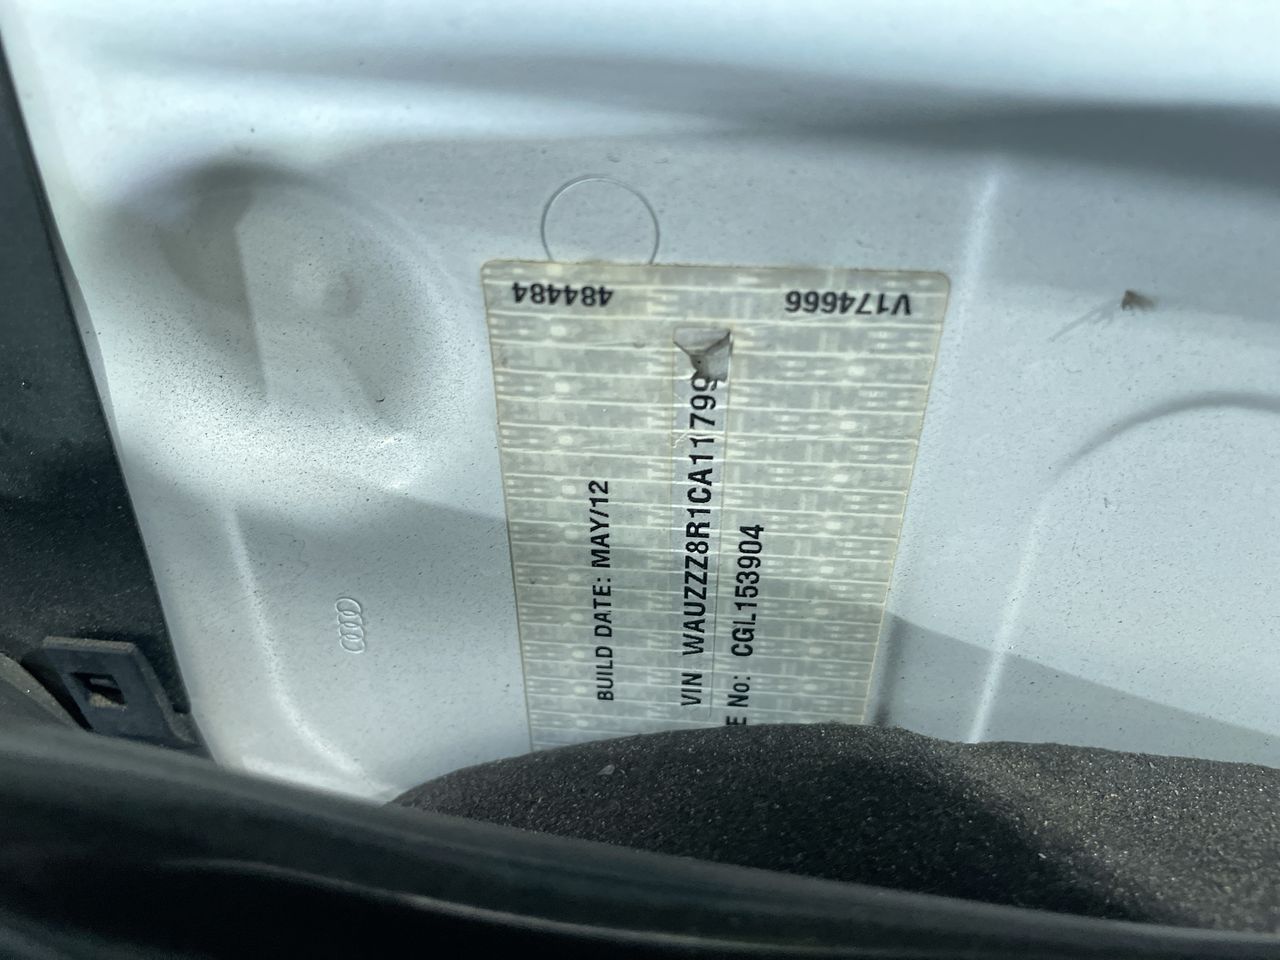 484484
V174666
BUILD DATE: MAY/12
VIN WAUZZZ8R1CA11799
E No: CGL153904